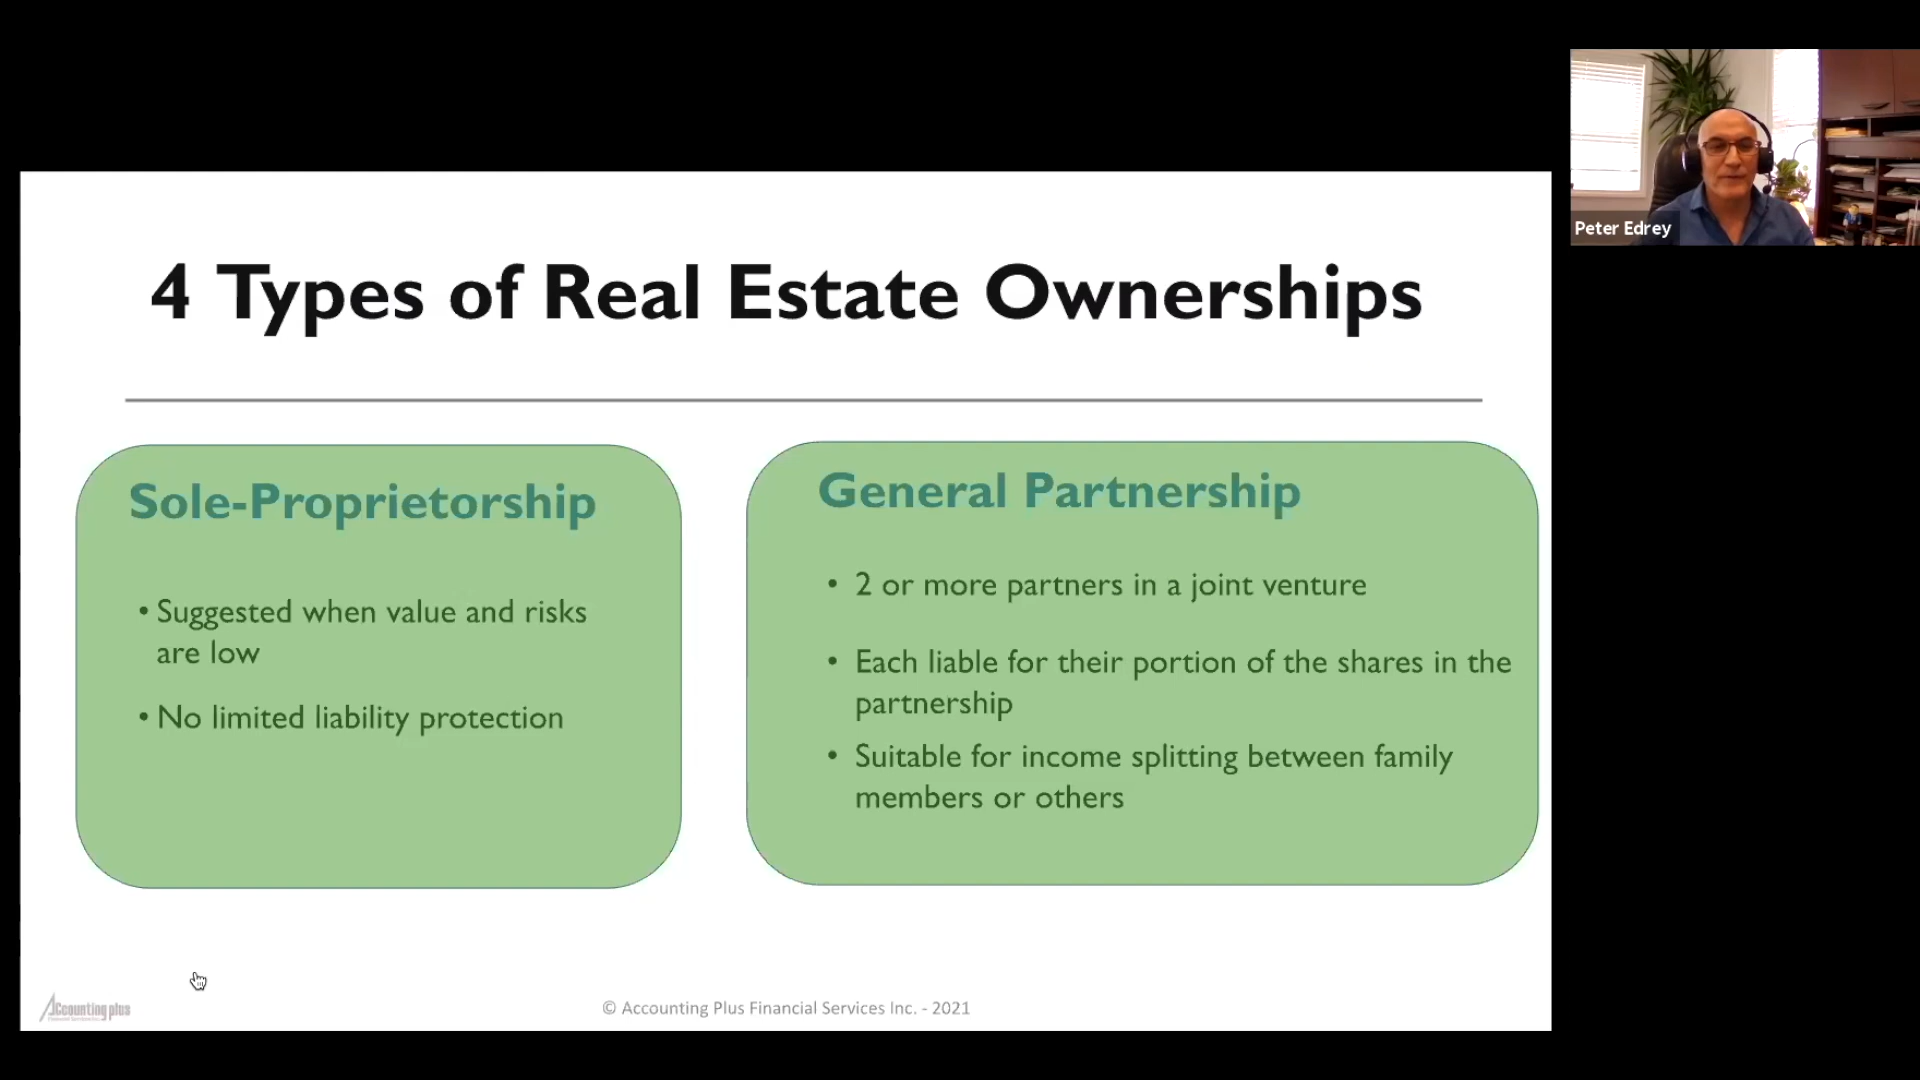 4 Types of Real Estate Ownerships
Sole-Proprietorship
• Suggested when value and risks
are low
• No limited liability protection
General Partnership
• 2 or more partners in a joint venture
• Each liable for their portion of the shares in the
partnership
• Suitable for income splitting between family
members or others
Accounting plus
© Accounting Plus Financial Services Inc. - 2021
Peter Edrey